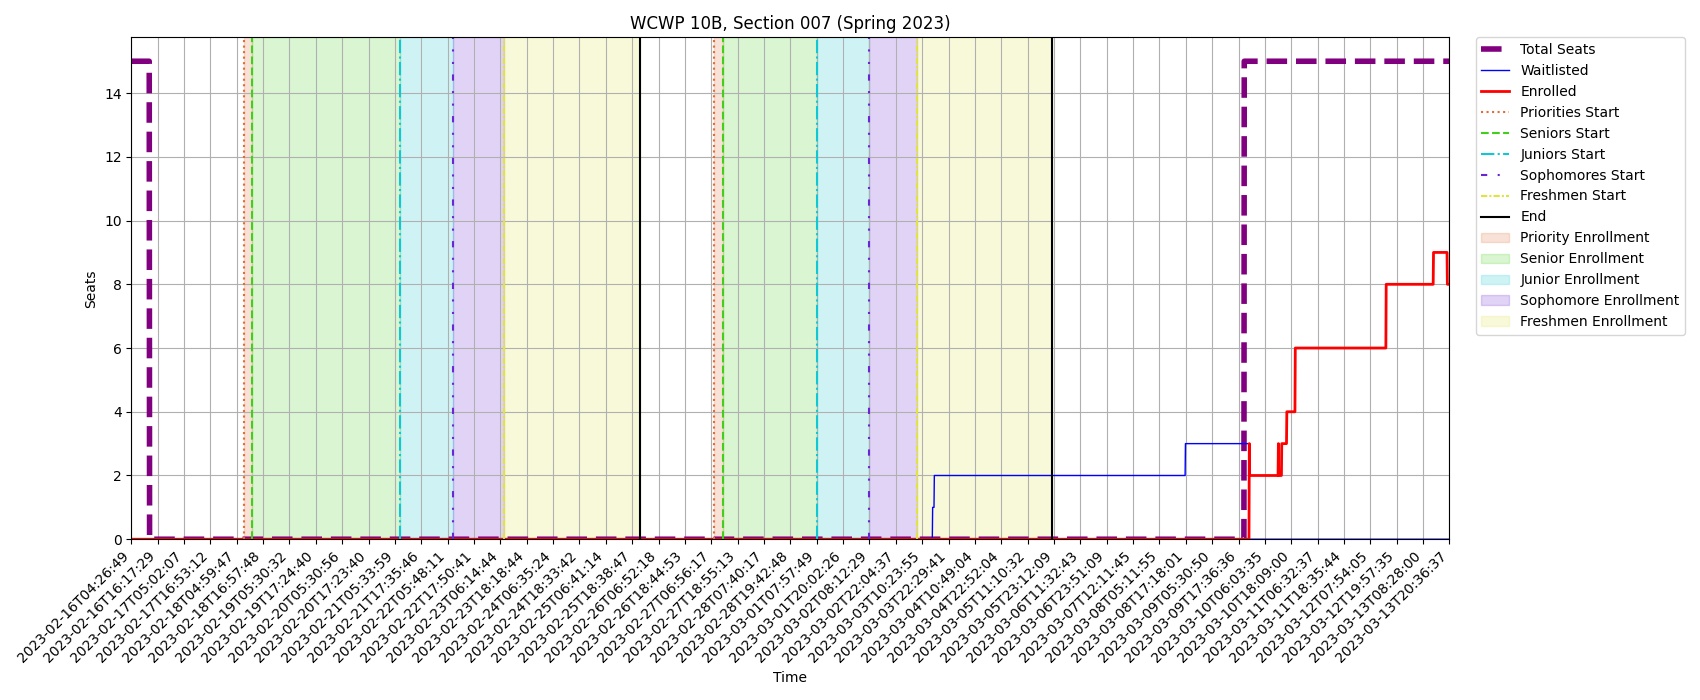 WCWP 10B, Section 007 (Spring 2023)
Total Seats
Waitlisted
Enrolled
Priorities Start
Seniors Start
Juniors Start
Sophomores Start
Freshmen Start
End
Priority Enrollment
Senior Enrollment
Junior Enrollment
Sophomore Enrollment
Freshmen Enrollment
Seats
14
12
10
8
6
4
2
0
2023-02-16T04:26:49
2023-02-16T16:17:29
2023-02-17T05:02:07
2023-02-17T16:53:12
2023-02-18T04:59:47
2023-02-18T16:57:48
2023-02-19T05:30:32
2023-02-19T17:24:40
2023-02-20T05:30:56
2023-02-20T17:23:40
2023-02-21T05:33:59
2023-02-21T17:35:46
2023-02-22T05:48:11
2023-02-22T17:50:41
2023-02-23T06:14:44
2023-02-23T18:18:44
2023-02-24T06:35:24
2023-02-24T18:33:42
2023-02-25T06:41:14
2023-02-25T18:38:47
2023-02-26T06:52:18
2023-02-26T18:44:53
2023-02-27T06:56:17
2023-02-27T18:55:13
2023-02-28T07:40:17
2023-02-28T19:42:48
2023-03-01T07:57:49
2023-03-01T20:02:26
2023-03-02T08:12:29
2023-03-02T22:04:37
2023-03-03T10:23:55
2023-03-03T22:29:41
2023-03-04T10:49:04
2023-03-04T22:52:04
2023-03-05T11:10:32
2023-03-05T23:12:09
2023-03-06T11:32:43
2023-03-06T23:51:09
2023-03-07T12:11:45
2023-03-08T05:11:55
2023-03-08T17:18:01
2023-03-09T05:30:50
2023-03-09T17:36:36
2023-03-10T06:03:35
2023-03-10T18:09:00
2023-03-11T06:32:37
2023-03-11T18:35:44
2023-03-12T07:54:05
2023-03-12T19:57:35
2023-03-13T08:28:00
2023-03-13T20:36:37
Time